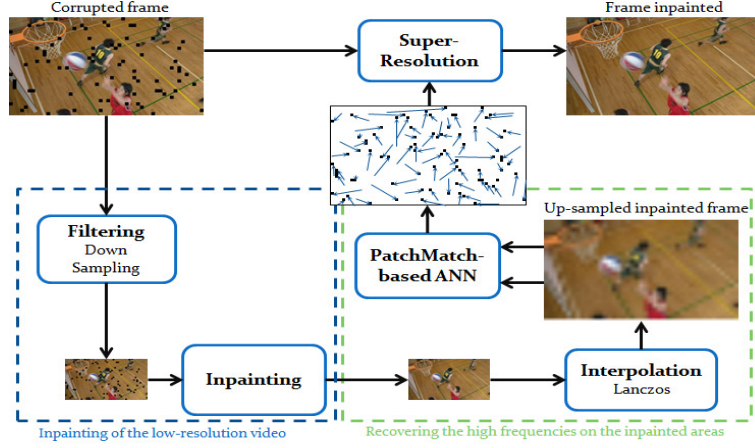 Corrupted frame
Frame inpainted
Super-
Resolution
Filtering
Down
Sampling
Up-sampled inpainted frame
PatchMatch-
based ANN
Inpainting
Interpolation
Lanczos
Inpainting of the low-resolution video
Recovering the high frequencies on the inpainted areas